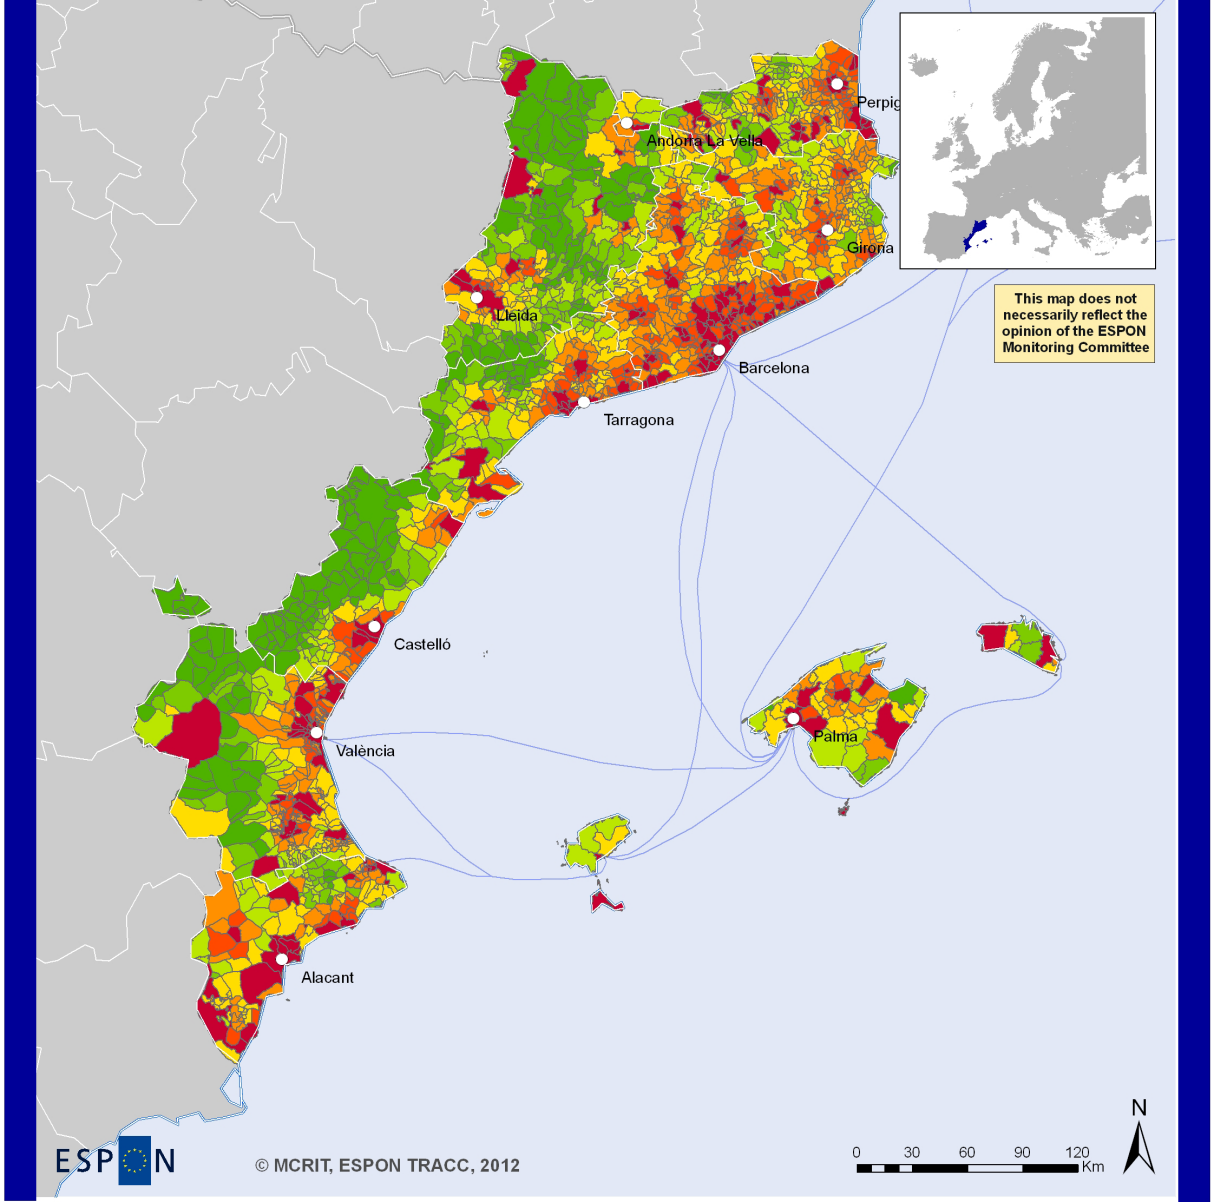 Perpig
Andorra La Vella
Girona
This map does not
necessarily reflect the
opinion of the ESPON
Monitoring Committee
Lleida
Barcelona
Tarragona
Castelló
Palma
València
Alacant
N
ESPON
© MCRIT, ESPON TRACC, 2012
0 30 60 90 120
Km